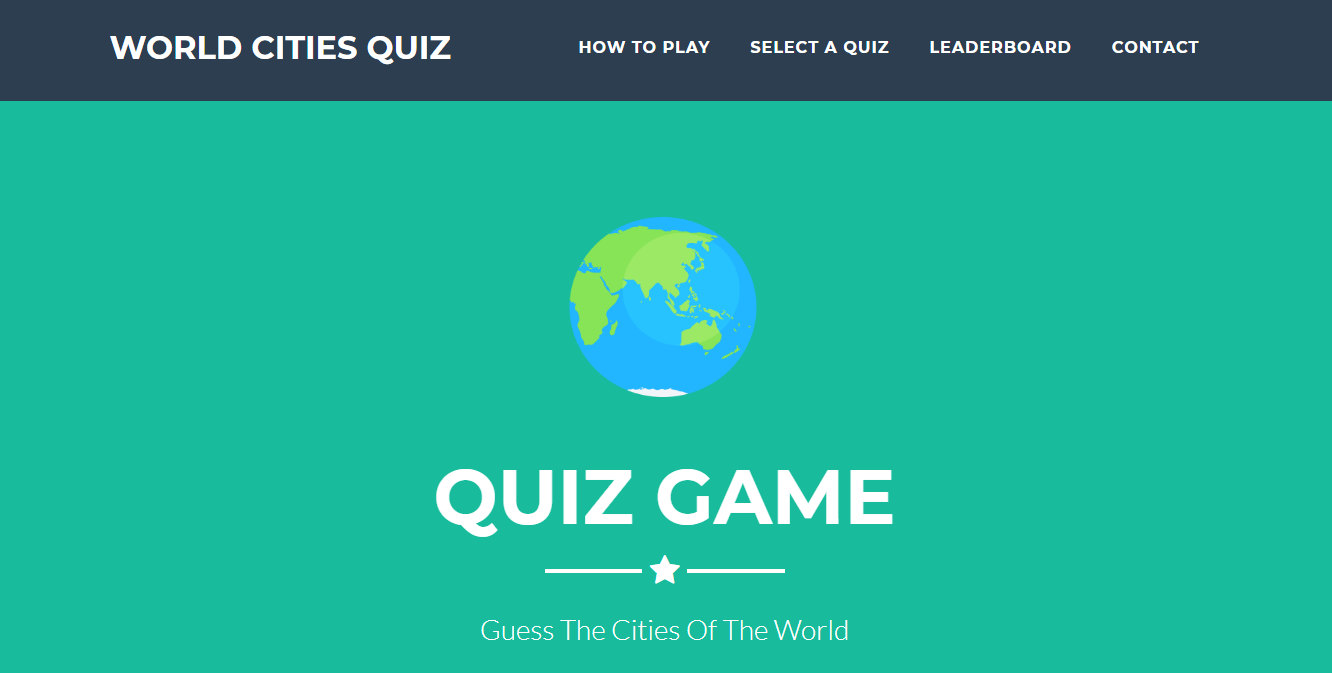 WORLD CITIES QUIZ
HOW TO PLAY
SELECT A QUIZ
LEADERBOARD
CONTACT
QUIZ GAME
Guess The Cities Of The World